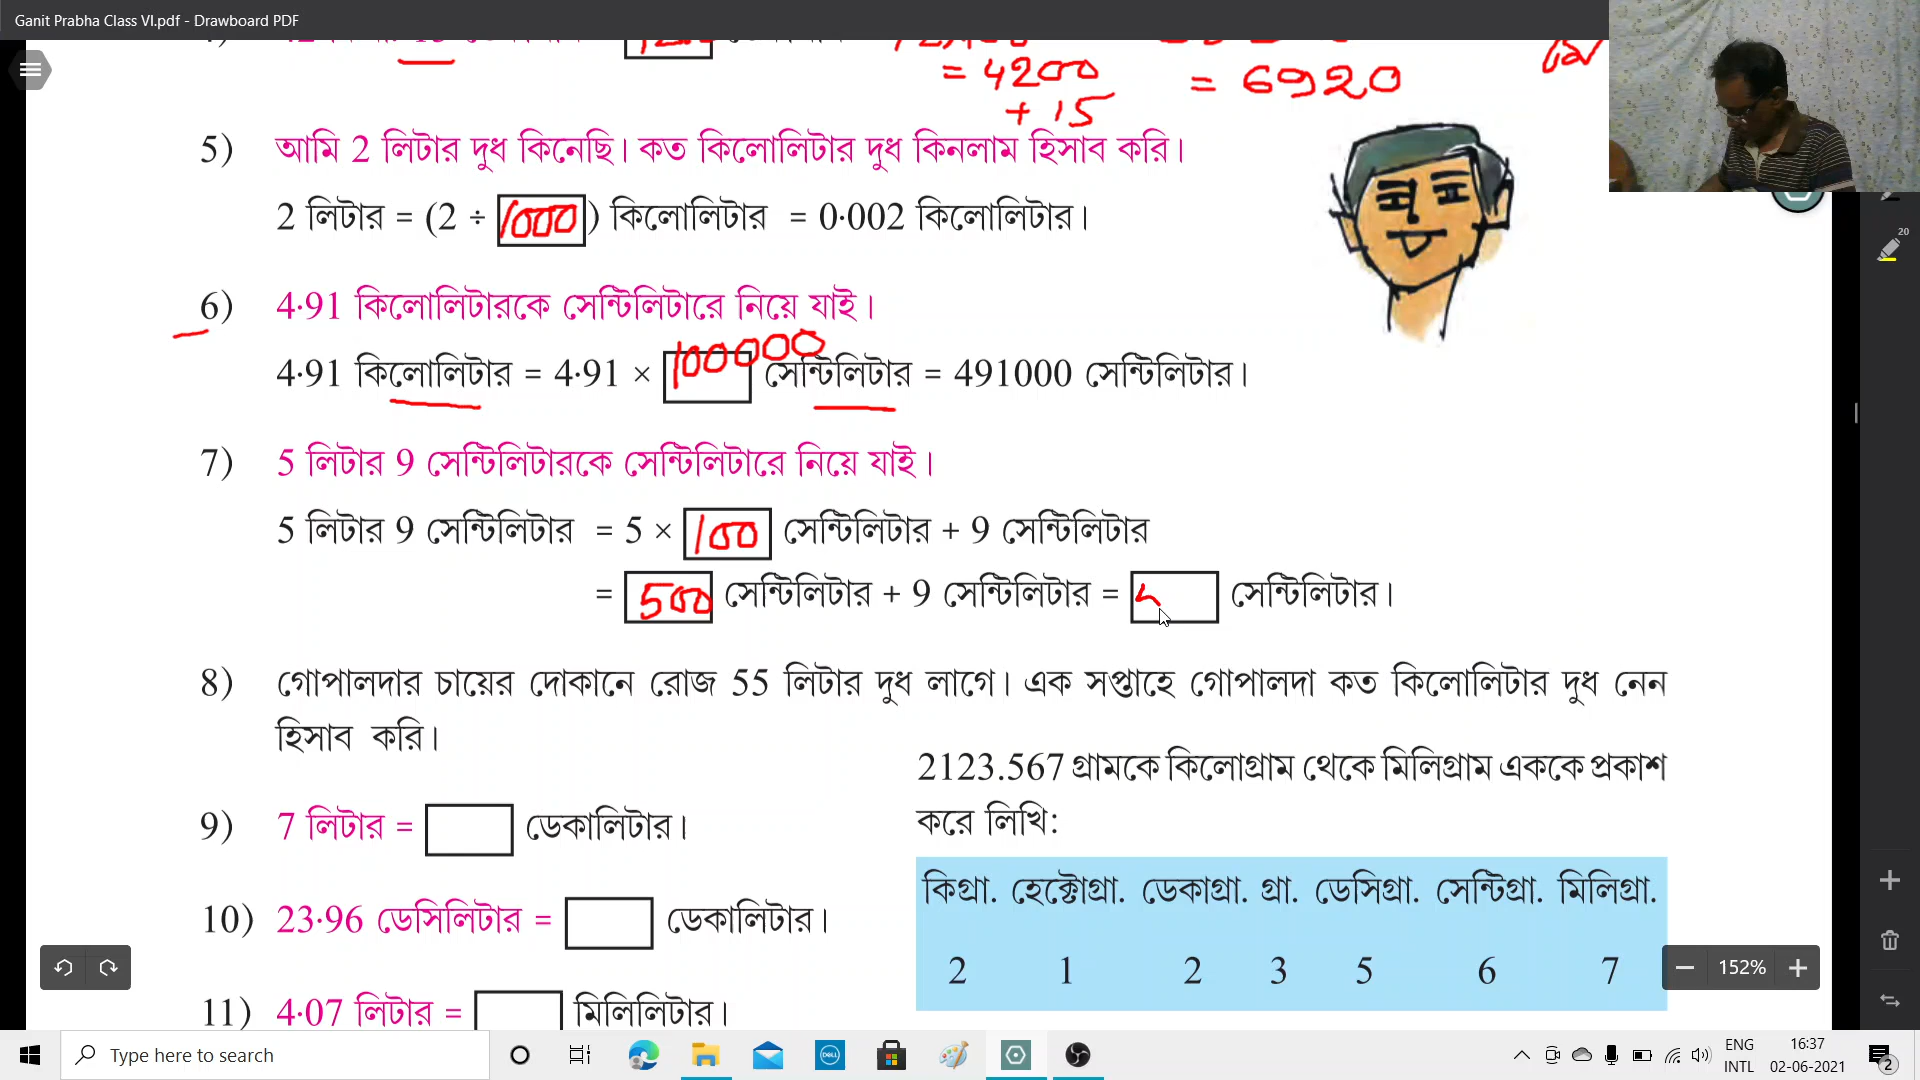 Ganit Prabha Class VI.pdf - Drawboard PDF
= 4200
+ 15
= 6920
5) আমি 2 লিটার দুধ কিনেছি। কত কিলোলিটার দুধ কিনলাম হিসাব করি।
2 লিটার = (2 ÷ 1000) কিলোলিটার = 0·002 কিলোলিটার।
20
6) 4·91 কিলোলিটারকে সেন্টিলিটারে নিয়ে যাই।
4·91 কিলোলিটার = 4·91 × 100000 সেন্টিলিটার = 491000 সেন্টিলিটার।
7) 5 লিটার 9 সেন্টিলিটারকে সেন্টিলিটারে নিয়ে যাই।
5 লিটার 9 সেন্টিলিটার = 5 × 100 সেন্টিলিটার + 9 সেন্টিলিটার
= 500 সেন্টিলিটার + 9 সেন্টিলিটার = সেন্টিলিটার।
8) গোপালদার চায়ের দোকানে রোজ 55 লিটার দুধ লাগে। এক সপ্তাহে গোপালদা কত কিলোলিটার দুধ নেন
হিসাব করি।
2123.567 গ্রামকে কিলোগ্রাম থেকে মিলিগ্রাম এককে প্রকাশ
করে লিখি:
9) 7 লিটার = ডেকালিটার।
কিগ্রা. হেক্টোগ্রা. ডেকাগ্রা. গ্রা. ডেসিগ্রা. সেন্টিগ্রা. মিলিগ্রা.
10) 23·96 ডেসিলিটার = ডেকালিটার।
2 1 2 3 5 6 7
152%
11) 4·07 লিটার = মিলিলিটার।
Type here to search
DELL
ENG
INTL
16:37
02-06-2021
2